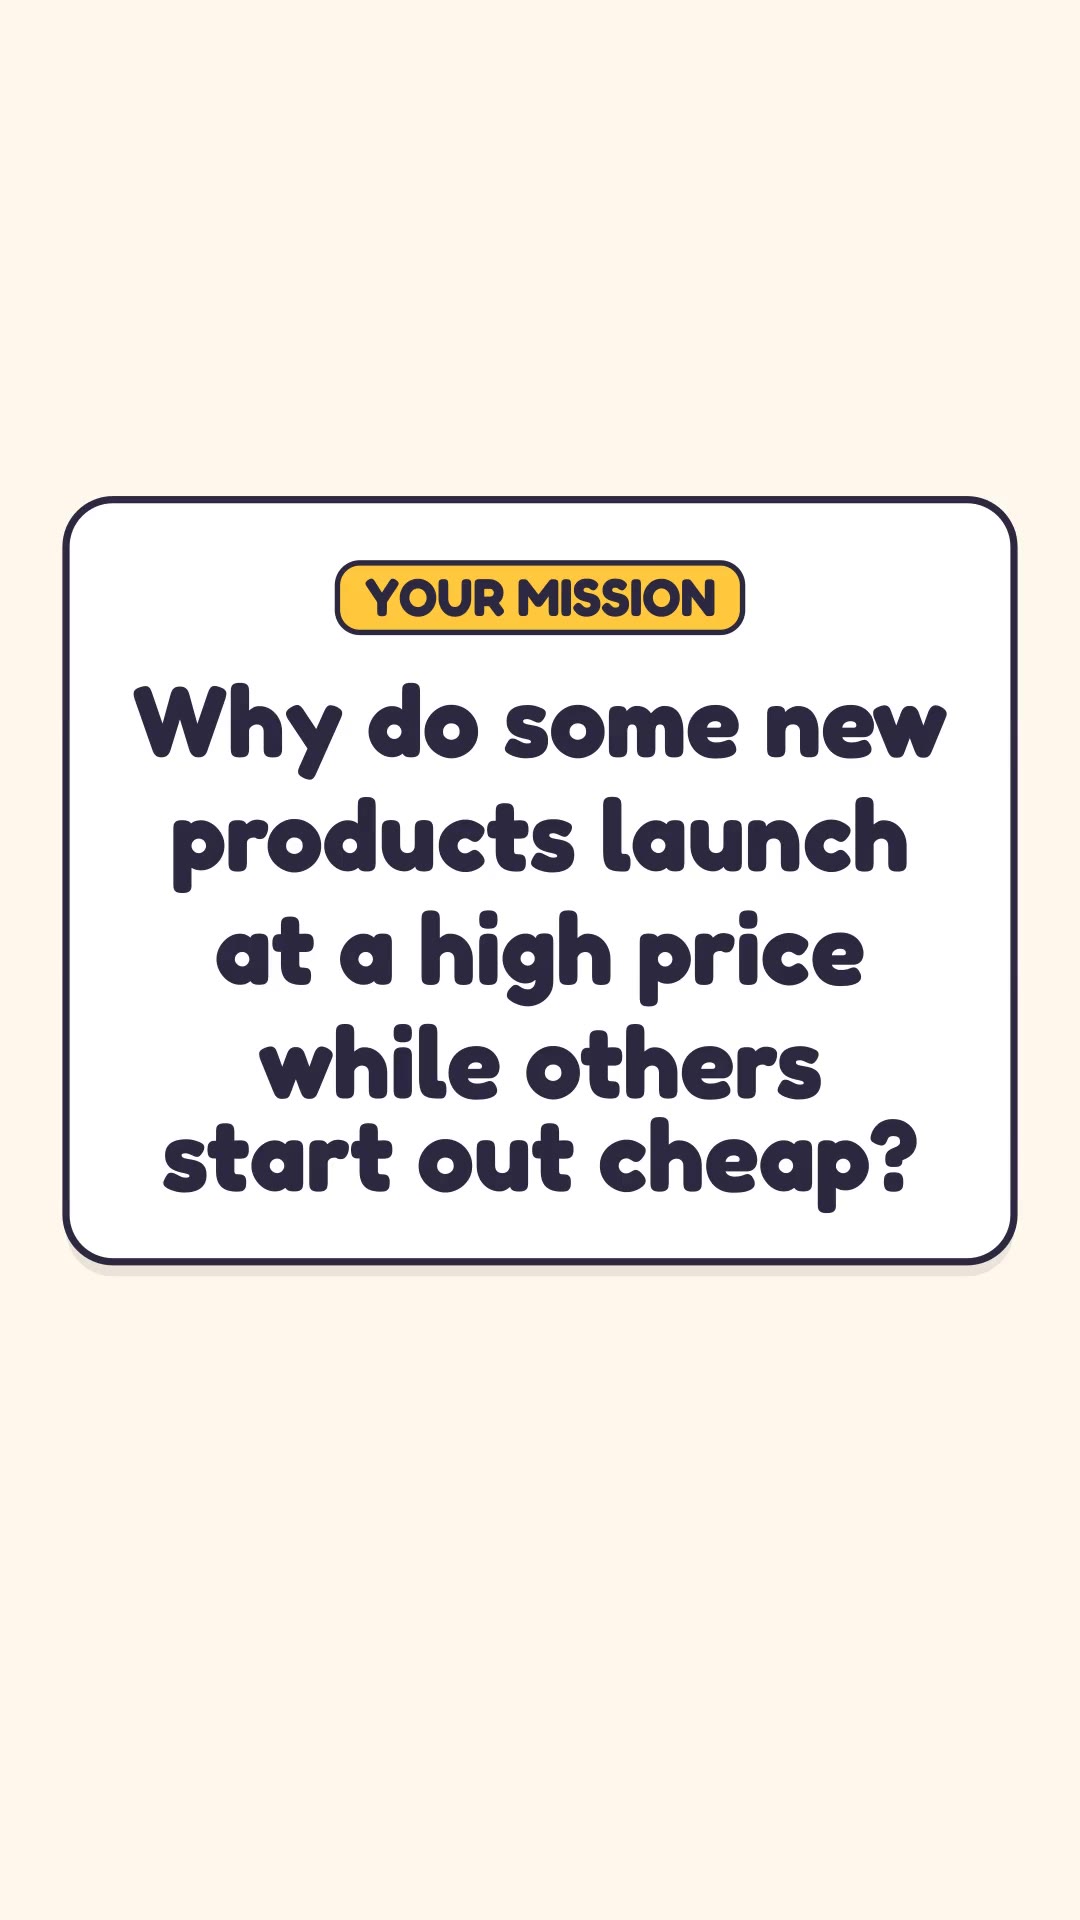 YOUR MISSION
Why do some new
products launch
at a high price
while others
start out cheap?